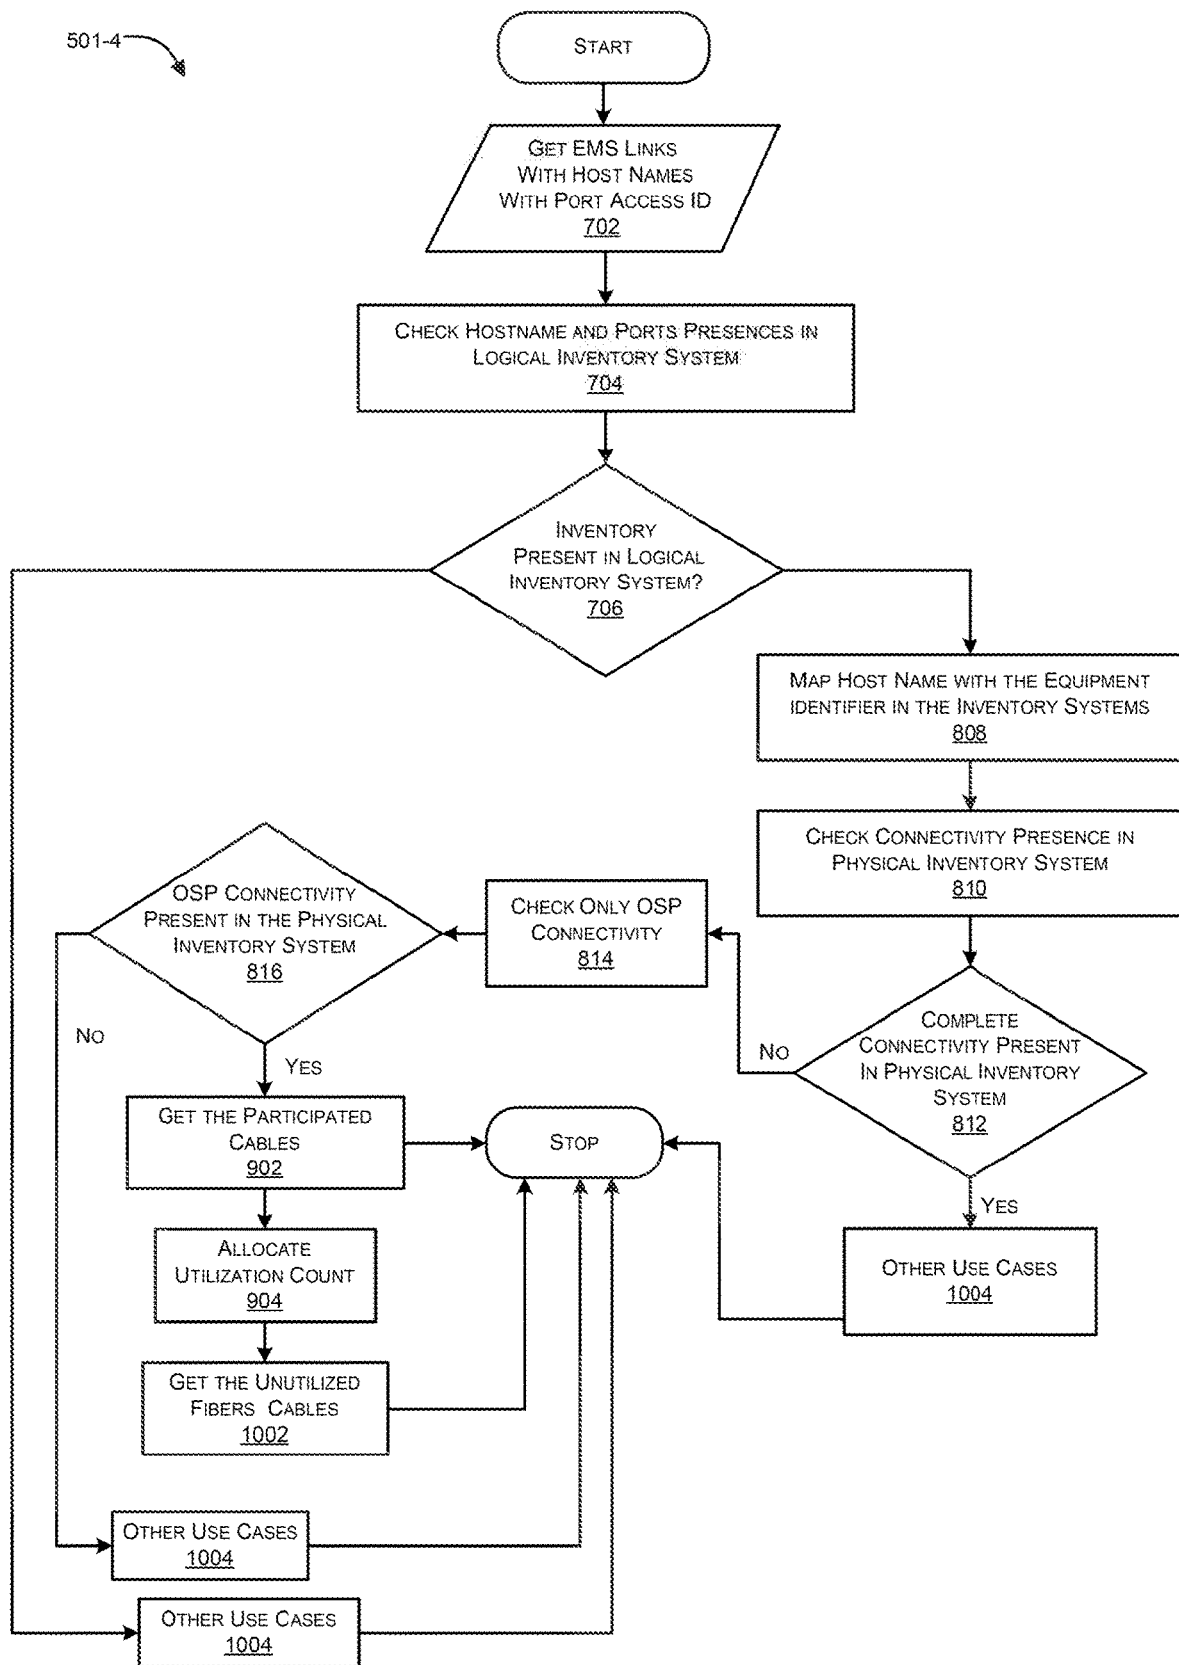 501-4
START
GET EMS LINKS
WITH HOST NAMES
WITH PORT ACCESS ID
702
CHECK HOSTNAME AND PORTS PRESENCES IN
LOGICAL INVENTORY SYSTEM
704
INVENTORY
PRESENT IN LOGICAL
INVENTORY SYSTEM?
706
MAP HOST NAME WITH THE EQUIPMENT
IDENTIFIER IN THE INVENTORY SYSTEMS
808
CHECK CONNECTIVITY PRESENCE IN
PHYSICAL INVENTORY SYSTEM
810
COMPLETE
CONNECTIVITY PRESENT
IN PHYSICAL INVENTORY
SYSTEM
812
NO
YES
CHECK ONLY OSP
CONNECTIVITY
814
OSP CONNECTIVITY
PRESENT IN THE PHYSICAL
INVENTORY SYSTEM
816
NO
YES
GET THE PARTICIPATED
CABLES
902
STOP
ALLOCATE
UTILIZATION COUNT
904
OTHER USE CASES
1004
GET THE UNUTILIZED
FIBERS CABLES
1002
OTHER USE CASES
1004
OTHER USE CASES
1004